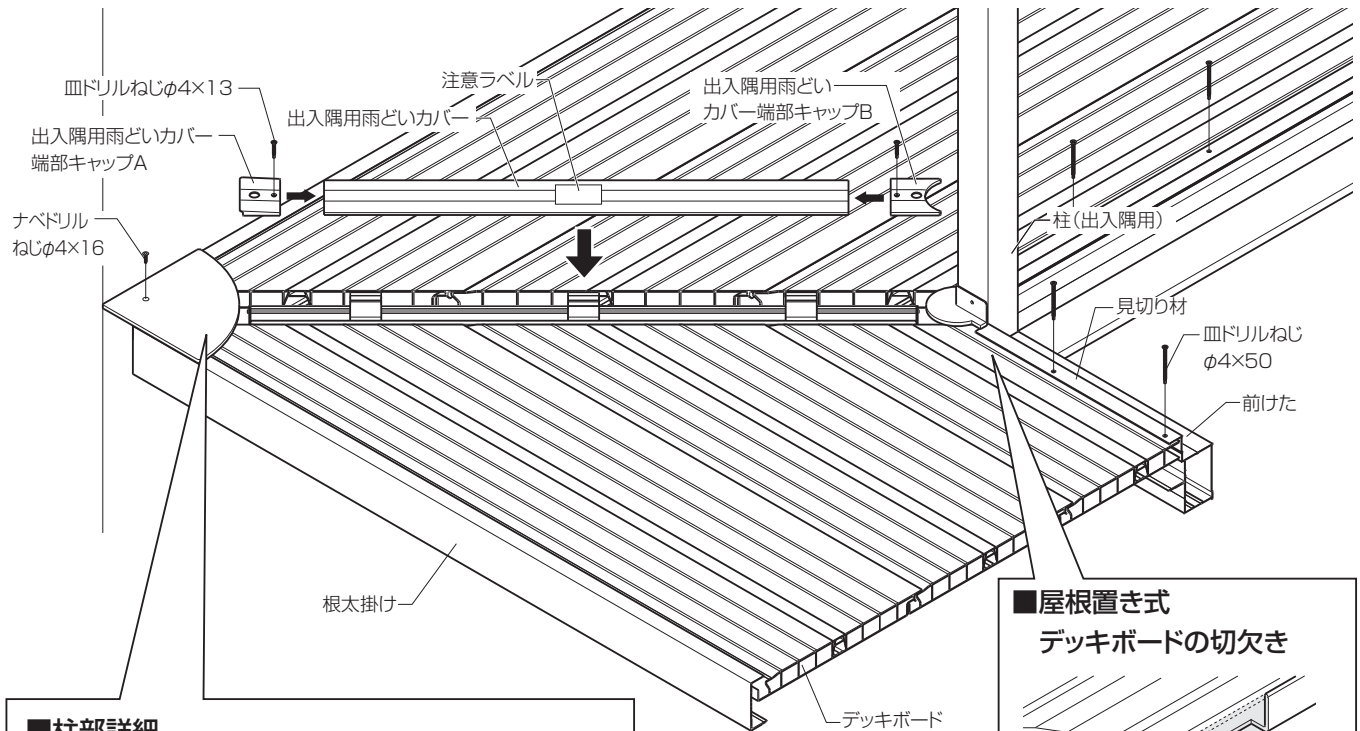 皿ドリルねじφ4×13
注意ラベル
出入隅用雨どい
カバー端部キャップB
出入隅用雨どいカバー
出入隅用雨どいカバー
端部キャップA
ナベドリル
ねじφ4×16
柱(出入隅用)
見切り材
皿ドリルねじ
φ4×50
前けた
根太掛け
■屋根置き式
デッキボードの切欠き
■柱部詳細
デッキボード